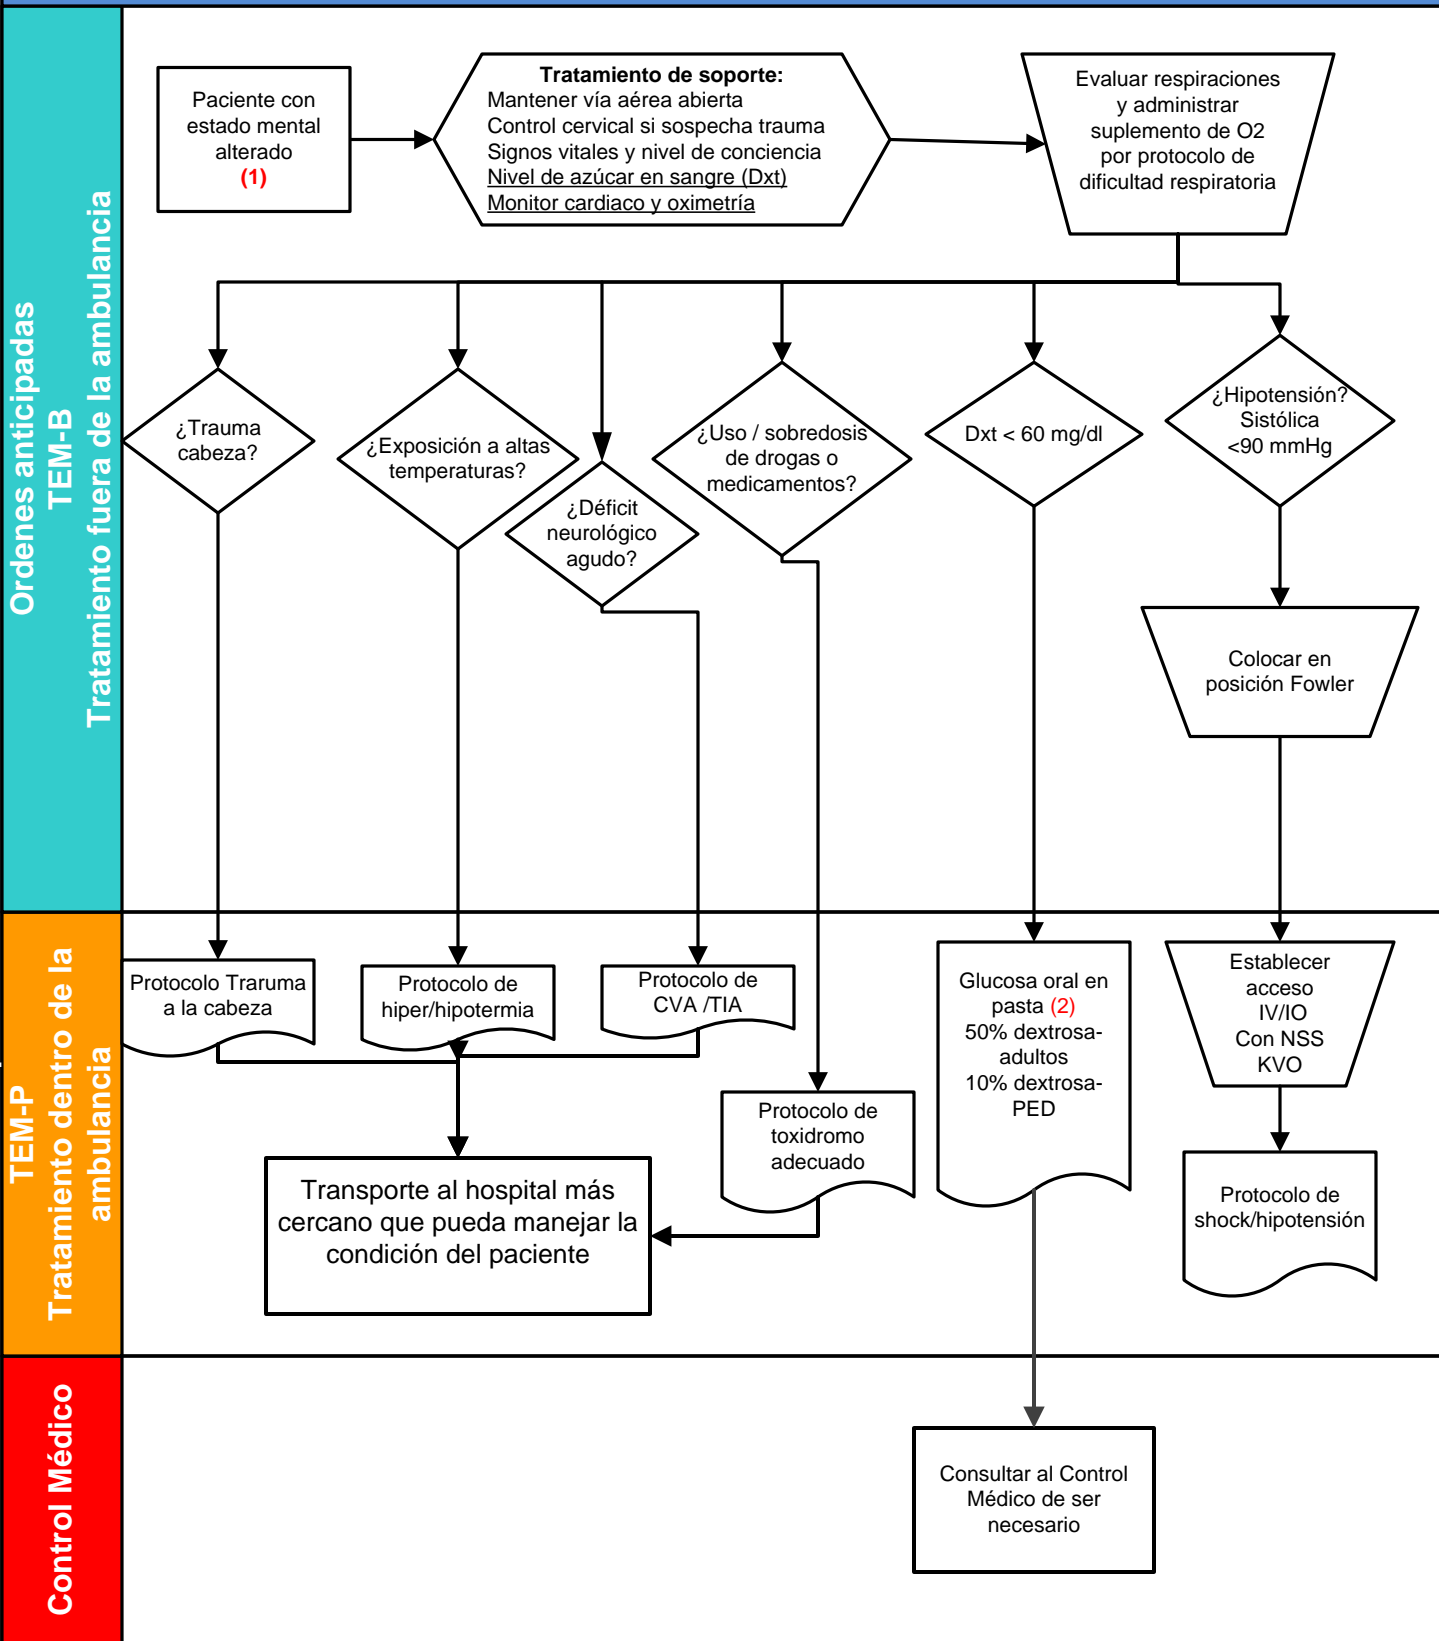 Ordenes anticipadas
TEM-B
Tratamiento fuera de la ambulancia
Paciente con
estado mental
alterado
(1)
Tratamiento de soporte:
Mantener vía aérea abierta
Control cervical si sospecha trauma
Signos vitales y nivel de conciencia
Nivel de azúcar en sangre (Dxt)
Monitor cardiaco y oximetría
Evaluar respiraciones
y administrar
suplemento de O2
por protocolo de
dificultad respiratoria
¿Trauma
cabeza?
¿Exposición a altas
temperaturas?
¿Déficit
neurológico
agudo?
¿Uso / sobredosis
de drogas o
medicamentos?
Dxt < 60 mg/dl
¿Hipotensión?
Sistólica
<90 mmHg
Colocar en
posición Fowler
TEM-P
Tratamiento dentro de la
ambulancia
Protocolo Traruma
a la cabeza
Protocolo de
hiper/hipotermia
Protocolo de
CVA /TIA
Protocolo de
toxidromo
adecuado
Glucosa oral en
pasta (2)
50% dextrosa-
adultos
10% dextrosa-
PED
Establecer
acceso
IV/IO
Con NSS
KVO
Transporte al hospital más
cercano que pueda manejar la
condición del paciente
Protocolo de
shock/hipotensión
Control Médico
Consultar al Control
Médico de ser
necesario